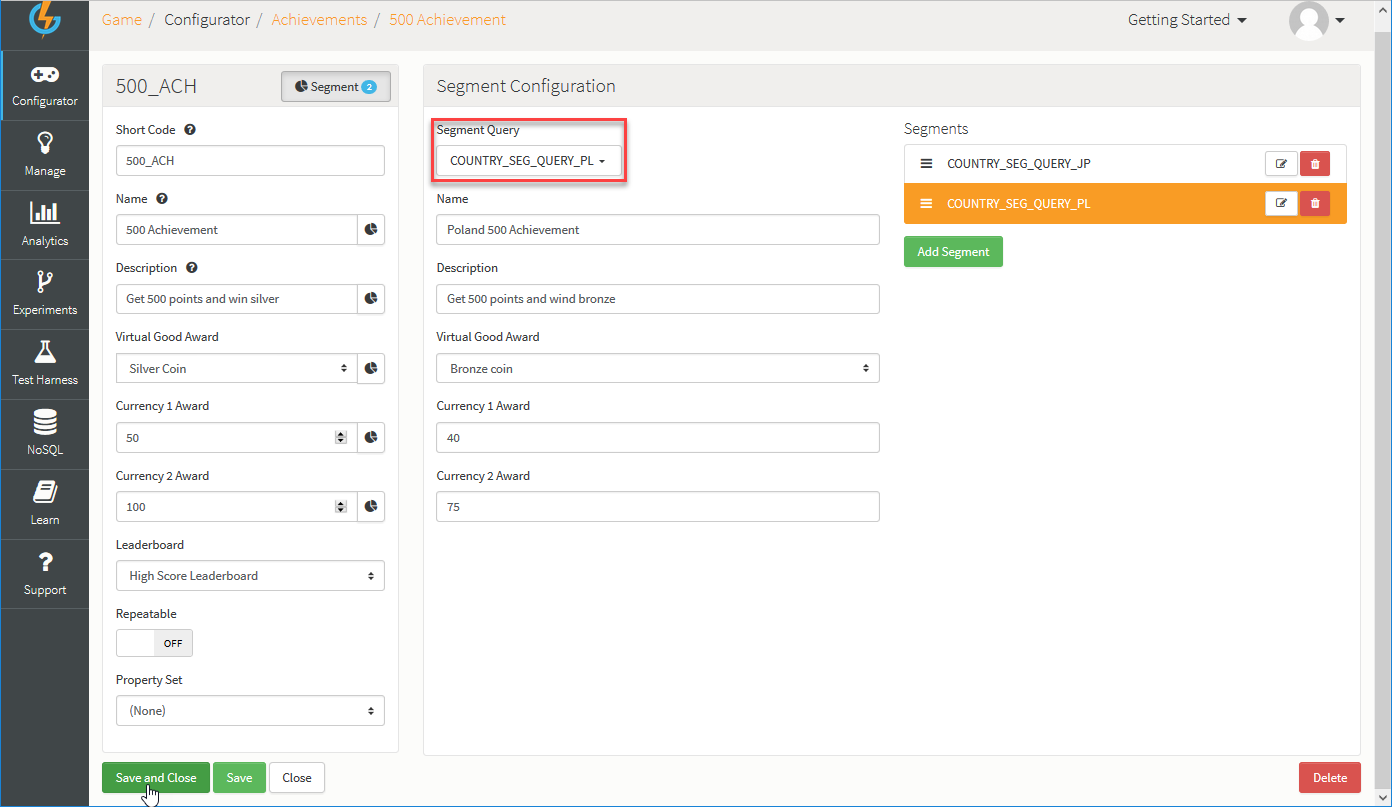 Game / Configurator / Achievements / 500 Achievement
Getting Started
Configurator
Manage
Analytics
Experiments
Test Harness
NoSQL
Learn
?
Support
500_ACH
Segment 2
Short Code ?
500_ACH
Name ?
500 Achievement
Description ?
Get 500 points and win silver
Virtual Good Award
Silver Coin
Currency 1 Award
50
Currency 2 Award
100
Leaderboard
High Score Leaderboard
Repeatable
OFF
Property Set
(None)
Segment Configuration
Segment Query
COUNTRY_SEG_QUERY_PL
Name
Poland 500 Achievement
Description
Get 500 points and wind bronze
Virtual Good Award
Bronze coin
Currency 1 Award
40
Currency 2 Award
75
Segments
COUNTRY_SEG_QUERY_JP
COUNTRY_SEG_QUERY_PL
Add Segment
Save and Close
Save
Close
Delete